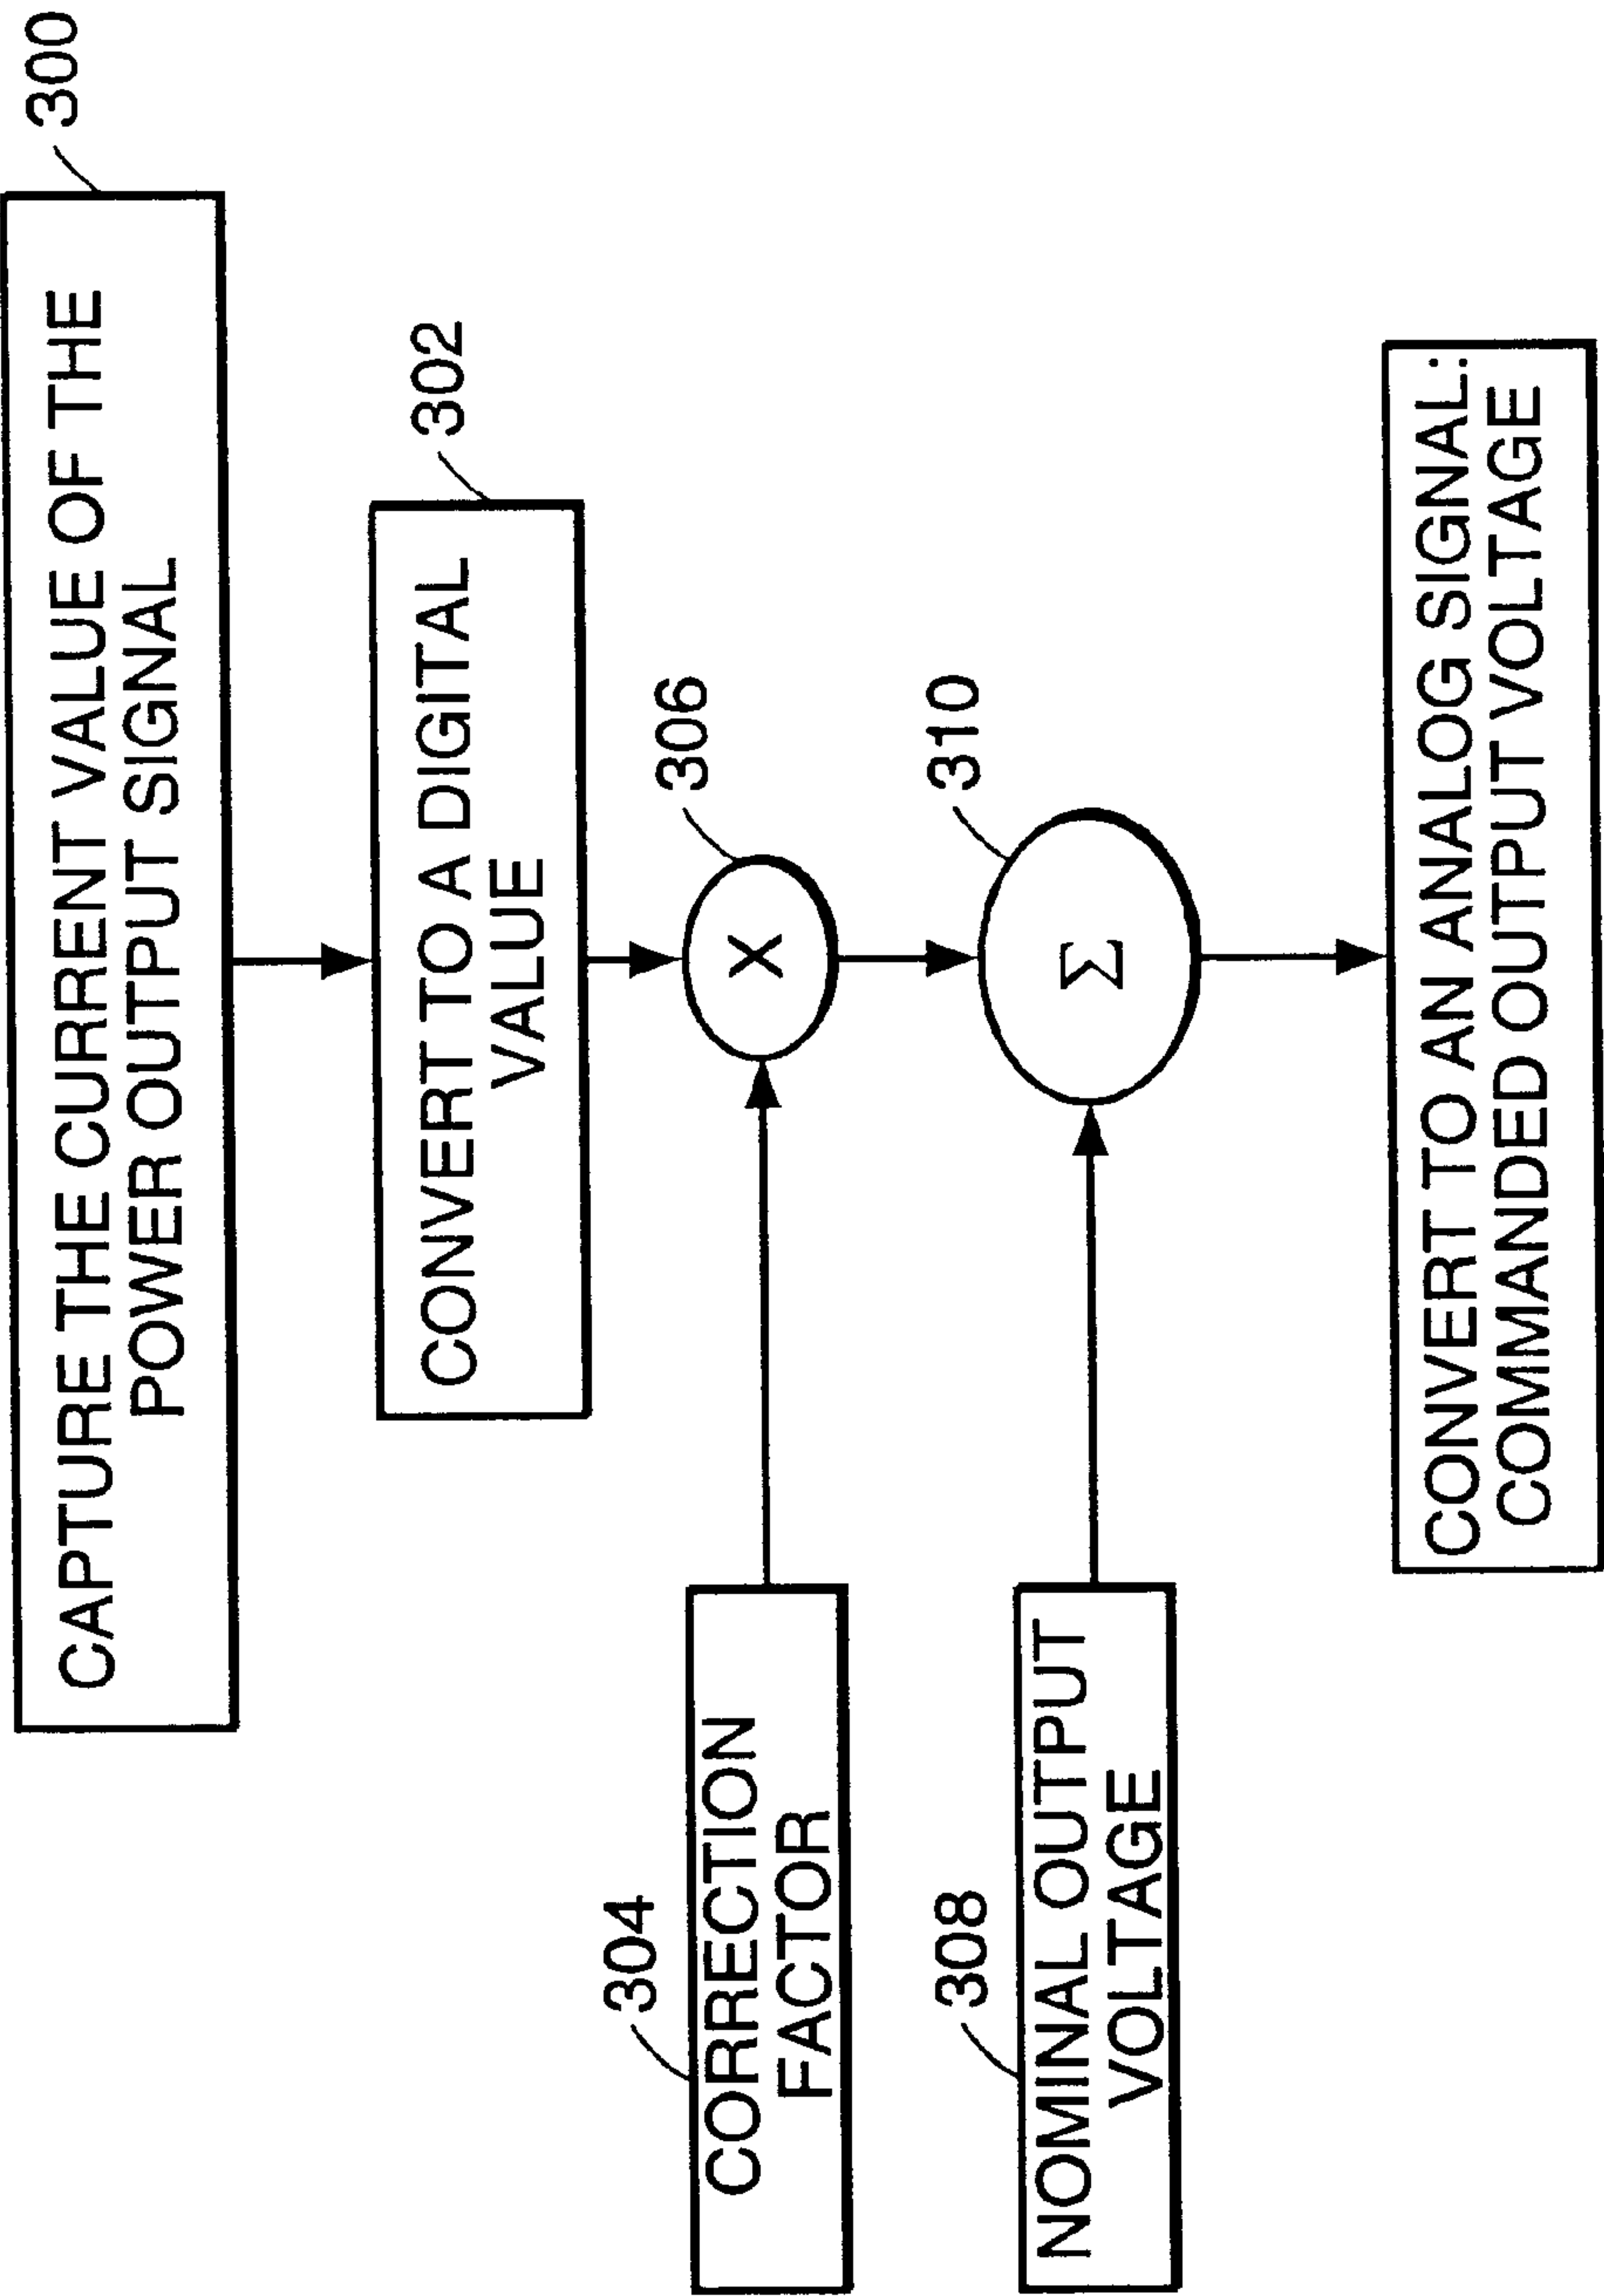 CAPTURE THE CURRENT VALUE OF THE
POWER OUTPUT SIGNAL
300
CONVERT TO A DIGITAL
VALUE
302
304
CORRECTION
FACTOR
X
306
308
NOMINAL OUTPUT
VOLTAGE
Σ
310
CONVERT TO AN ANALOG SIGNAL:
COMMANDED OUTPUT VOLTAGE